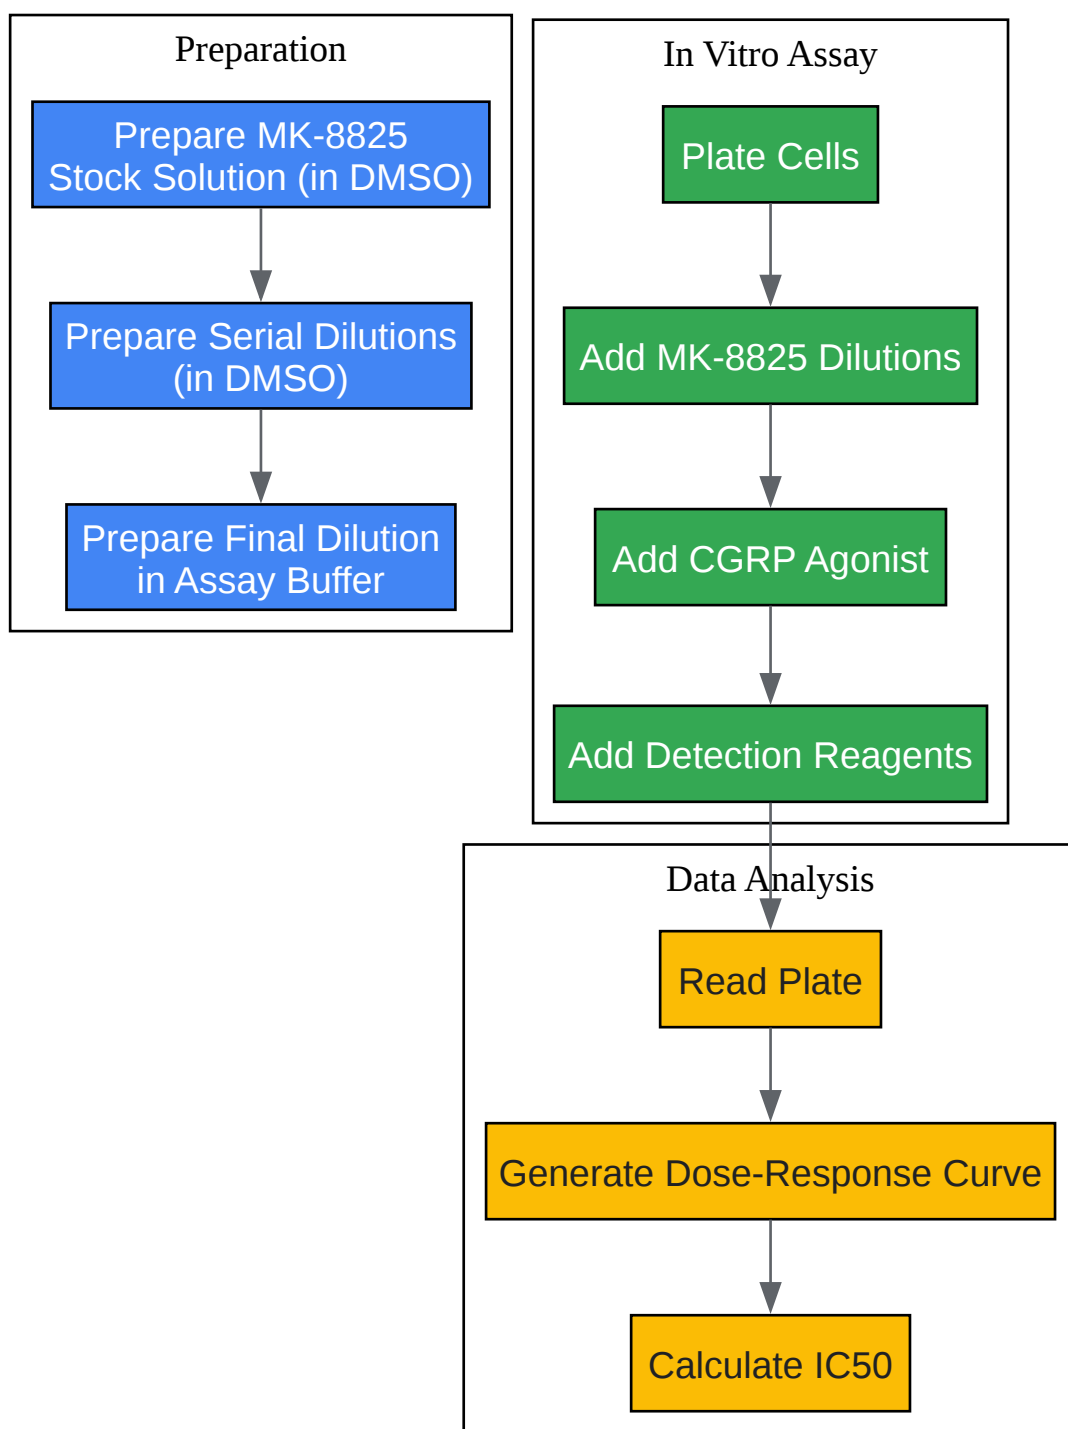 Preparation
Prepare MK-8825
Stock Solution (in DMSO)
Prepare Serial Dilutions
(in DMSO)
Prepare Final Dilution
in Assay Buffer
In Vitro Assay
Plate Cells
Add MK-8825 Dilutions
Add CGRP Agonist
Add Detection Reagents
Data Analysis
Read Plate
Generate Dose-Response Curve
Calculate IC50